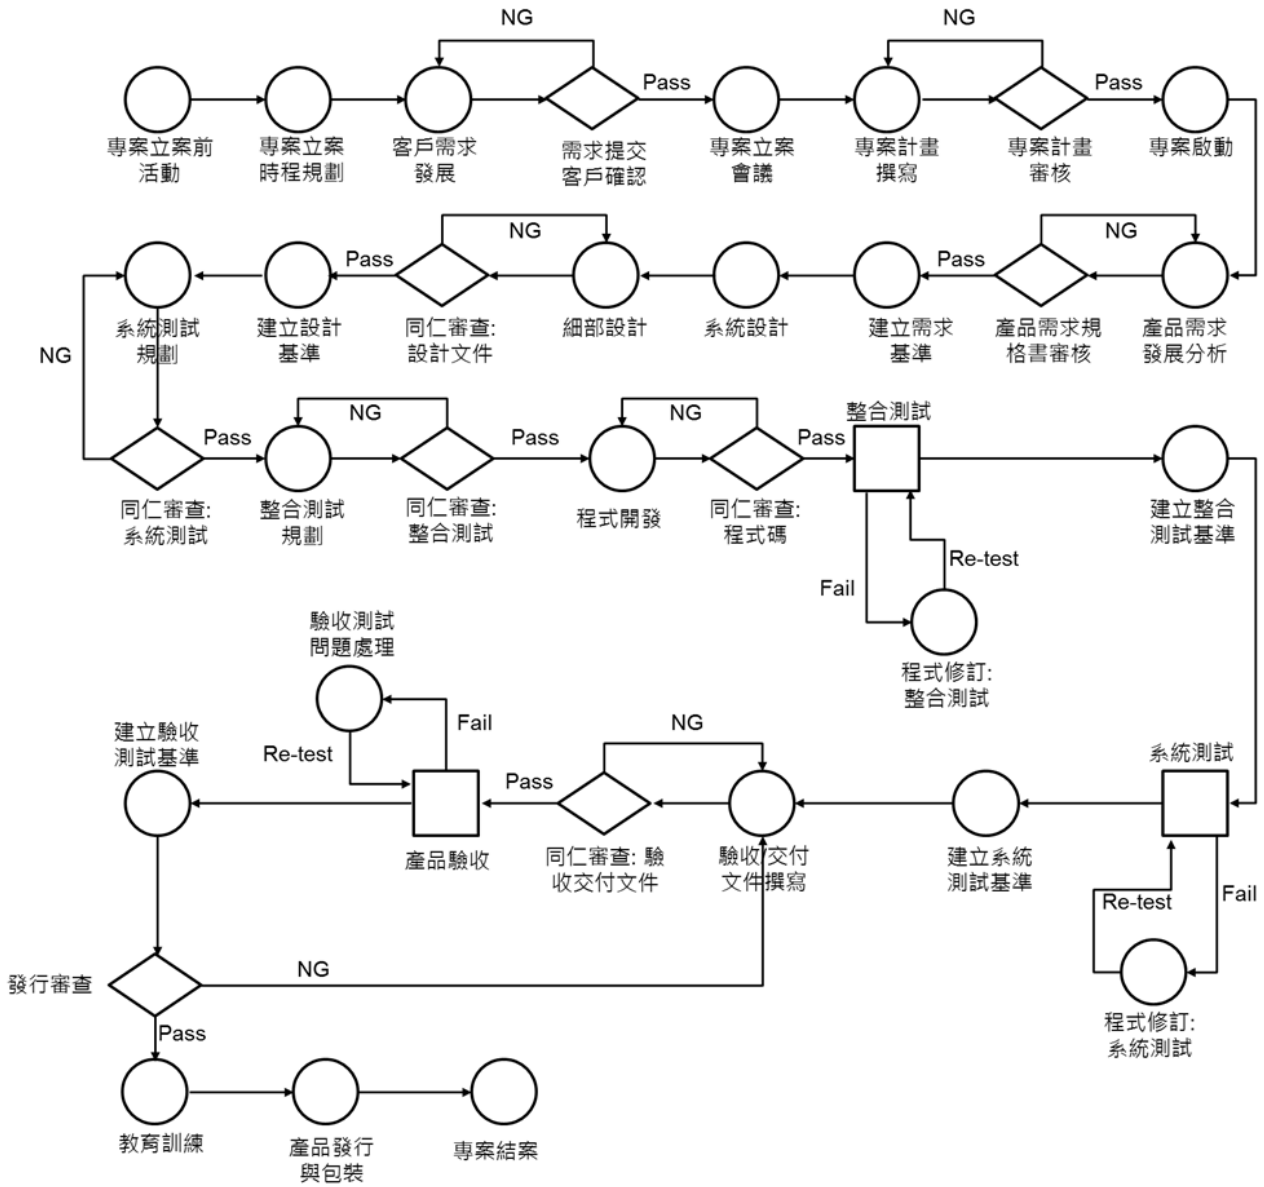 NG
NG
Pass
Pass
專案立案前
活動
專案立案
時程規劃
客戶需求
發展
需求提交
客戶確認
專案立案
會議
專案計畫
撰寫
專案計畫
審核
專案啟動
NG
NG
Pass
Pass
系統測試
規劃
建立設計
基準
同仁審查:
設計文件
細部設計
系統設計
建立需求
基準
產品需求規
格書審核
產品需求
發展分析
NG
NG
NG
整合測試
Pass
Pass
Pass
同仁審查:
系統測試
整合測試
規劃
同仁審查:
整合測試
程式開發
同仁審查:
程式碼
建立整合
測試基準
Re-test
Fail
程式修訂:
整合測試
驗收測試
問題處理
Fail
Re-test
建立驗收
測試基準
NG
Pass
系統測試
產品驗收
同仁審查: 驗
收交付文件
驗收/交付
文件撰寫
建立系統
測試基準
Re-test
Fail
程式修訂:
系統測試
發行審查
NG
Pass
教育訓練
產品發行
與包裝
專案結案